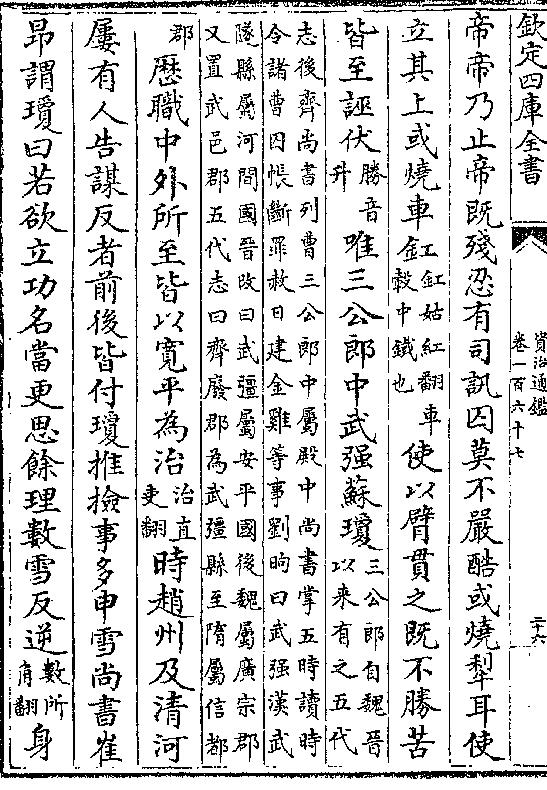 欽定四庫全書
資治通鑑
卷一百六十七
二十六
帝帝乃止帝既殘忍有司訊囚莫不嚴酷或燒犂耳使
立其上或燒車釭釭姑紅翻車轂中鐵也使以臂貫之既不勝苦
皆至誣伏勝音升唯三公郎中武强蘇瓊三公郎自魏晉以来有之五代
志後齊尚書列曹三公郎中屬殿中尚書掌五時讀時令諸曹囚帳斷罪赦日建金雞等事劉昫曰武强漢武
隧縣屬河間國晉改曰武彊屬安平國後魏屬廣宗郡又置武邑郡五代志曰齊廢郡為武彊縣至隋屬信都
郡歴職中外所至皆以寛平為治治直吏翻時趙州及清河
屢有人告謀反者前後皆付瓊推撿事多申雪尚書崔
昂謂瓊曰若欲立功名當更思餘理數雪反逆數所角翻身